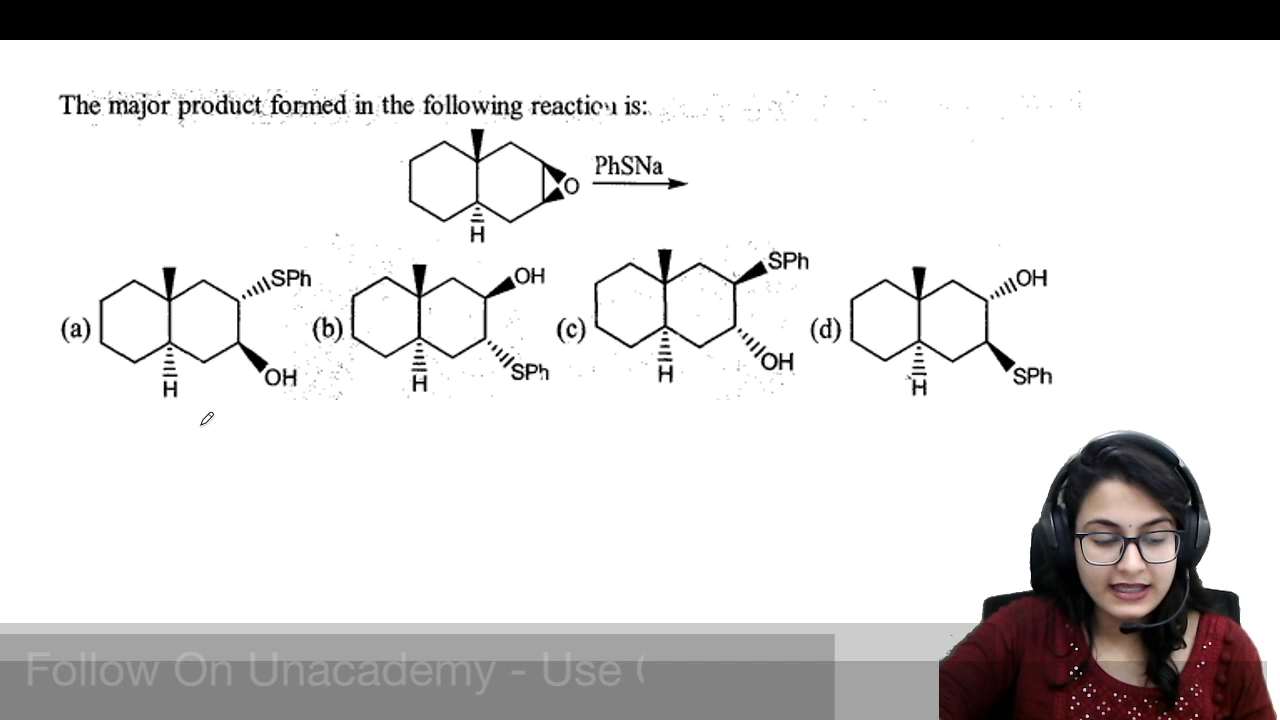 The major product formed in the following reaction is:
O
PhSNa
H
(a)
SPh
OH
H
(b)
OH
SPh
H
(c)
SPh
OH
H
(d)
OH
SPh
H
Follow On Unacademy - Use